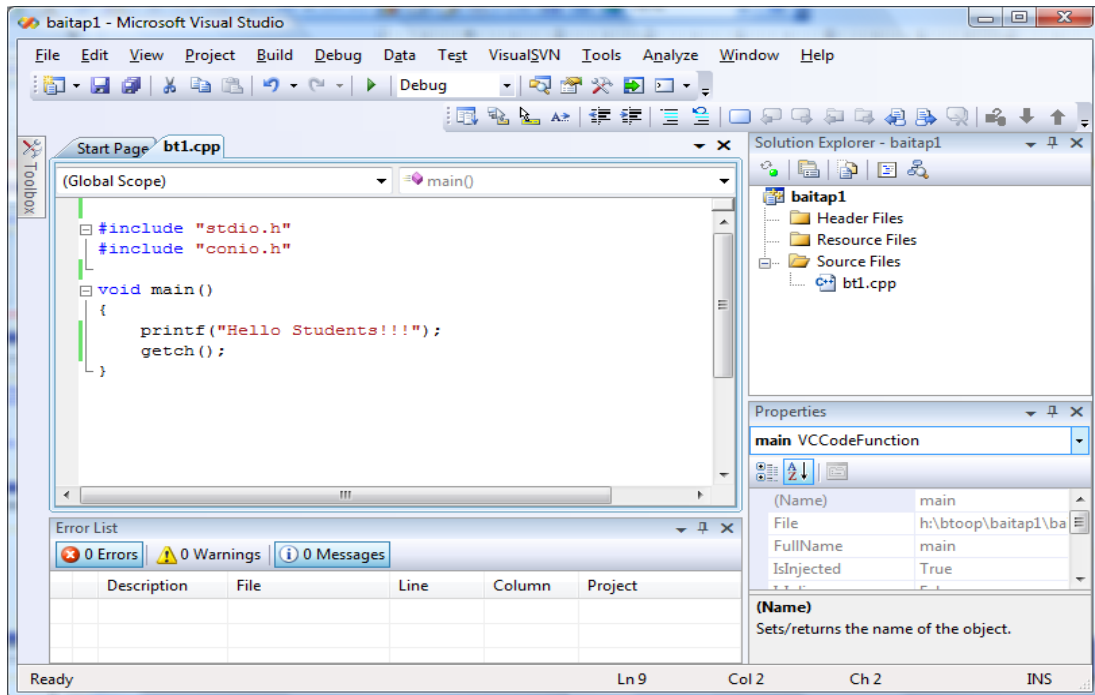 baitap1 - Microsoft Visual Studio
File Edit View Project Build Debug Data Test VisualSVN Tools Analyze Window Help
Debug
Toolbox
Start Page bt1.cpp
(Global Scope) main()
#include "stdio.h"
#include "conio.h"
void main()
{
printf("Hello Students!!!");
getch();
}
Error List
0 Errors 0 Warnings 0 Messages
Description File Line Column Project
Solution Explorer - baitap1
baitap1
Header Files
Resource Files
Source Files
bt1.cpp
Properties
main VCCodeFunction
(Name) main
File h:\btoop\baitap1\ba
FullName main
IsInjected True
(Name)
Sets/returns the name of the object.
Ready Ln 9 Col 2 Ch 2 INS